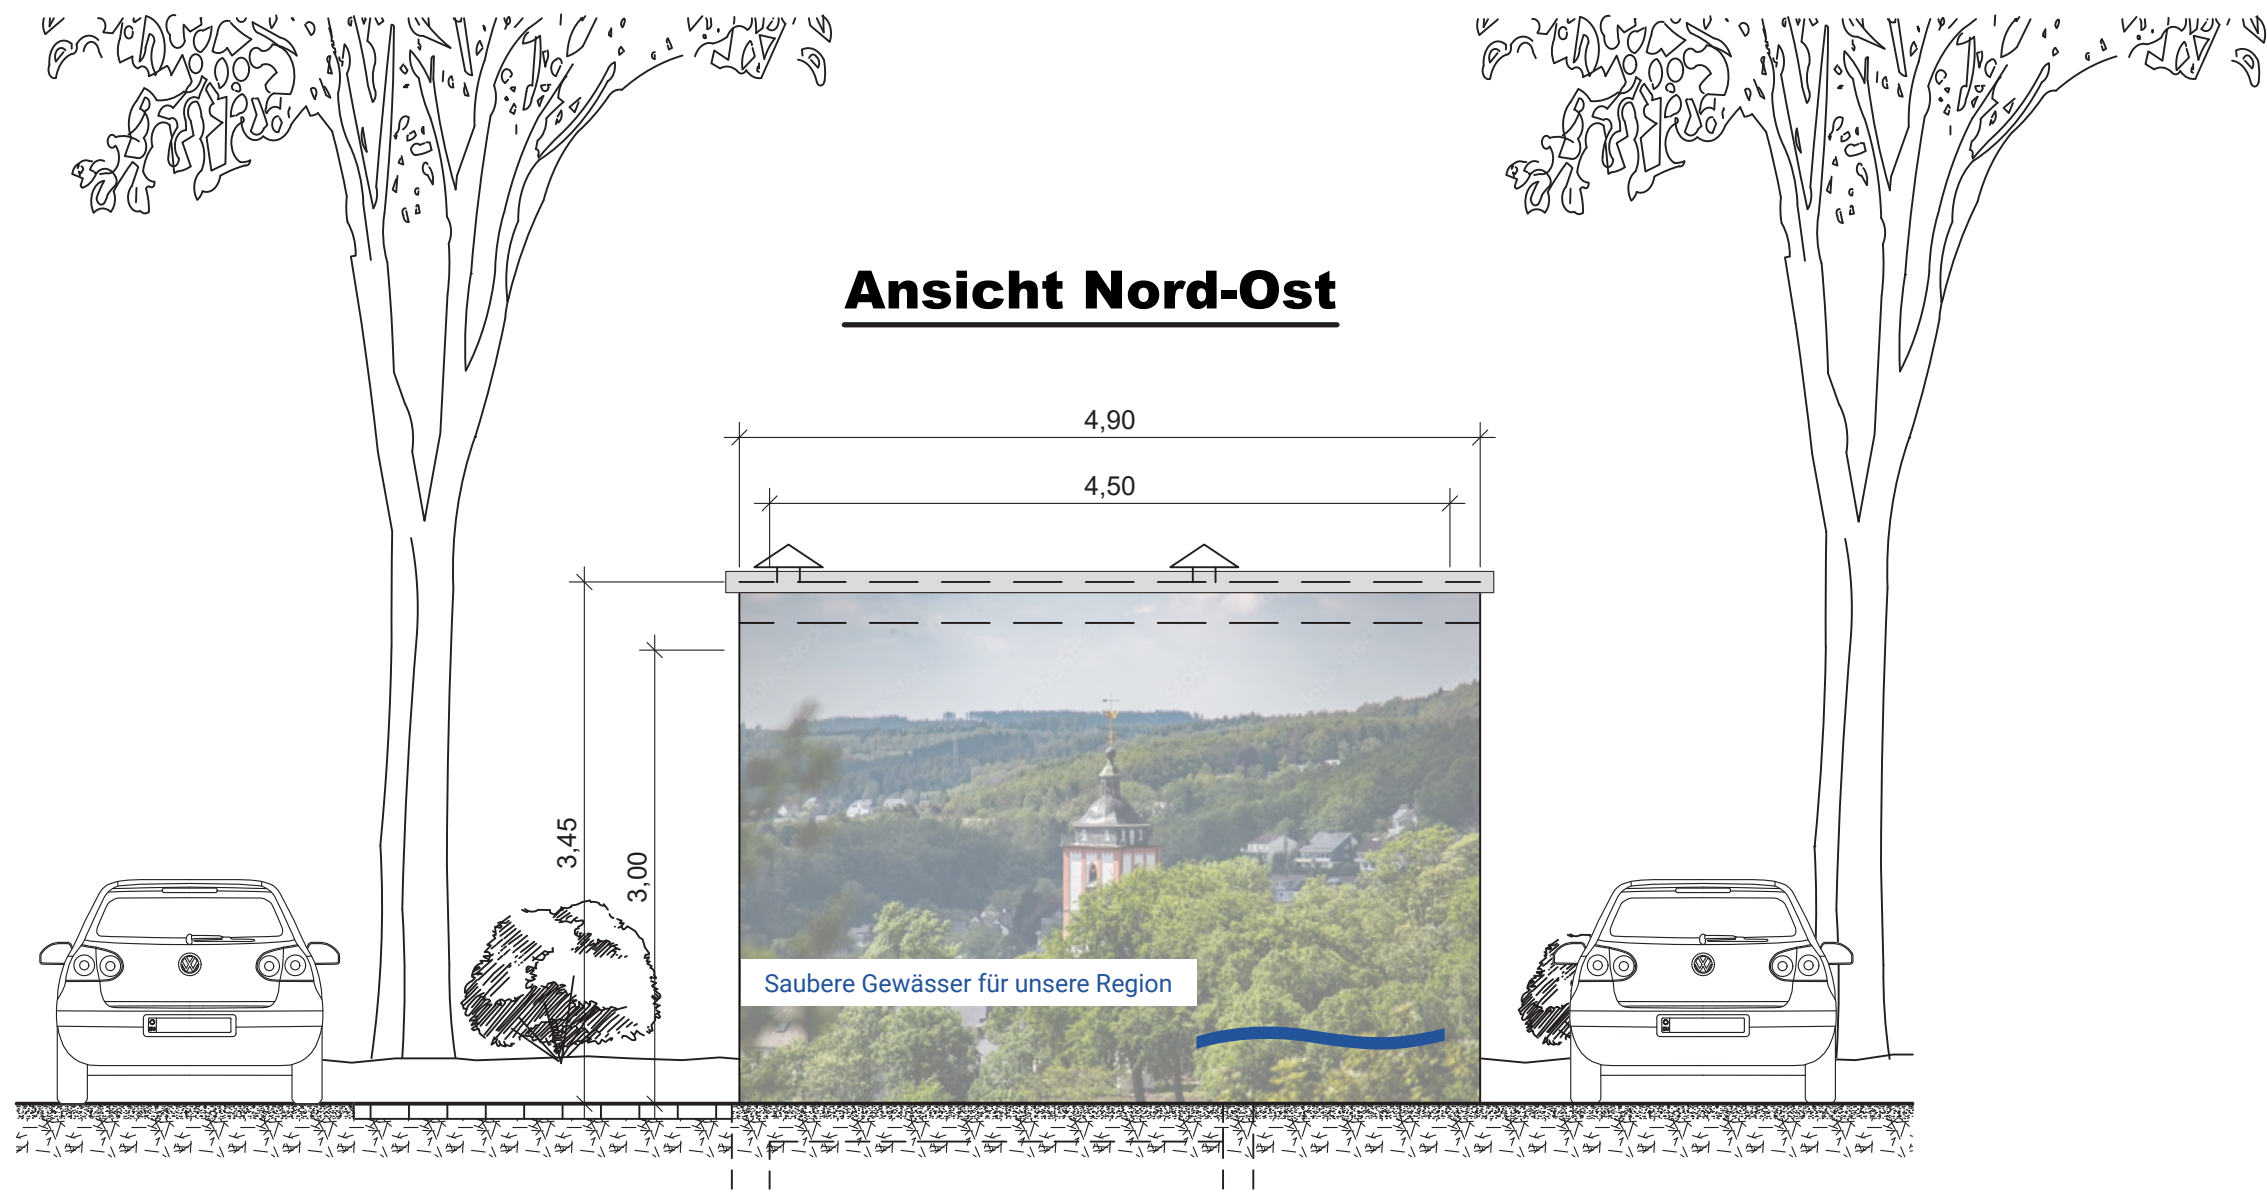 Ansicht Nord-Ost
4,90
4,50
3,45
3,00
Saubere Gewässer für unsere Region